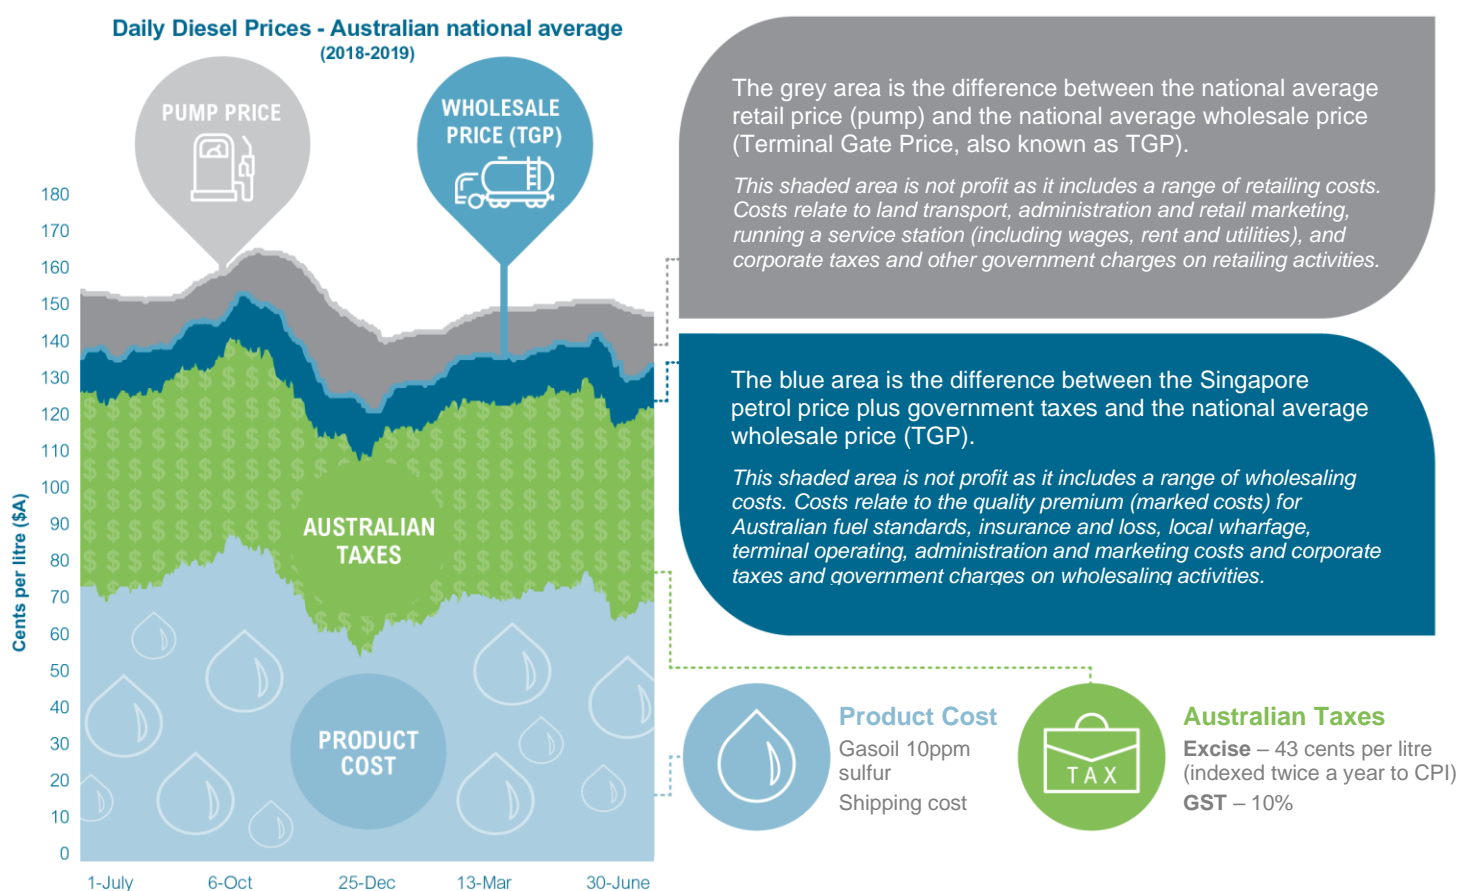 Daily Diesel Prices - Australian national average
(2018-2019)
PUMP PRICE
WHOLESALE
PRICE (TGP)
180
170
160
150
140
130
120
110
100
90
80
70
60
50
40
30
20
10
0
Cents per litre ($A)
1-July
6-Oct
25-Dec
13-Mar
30-June
AUSTRALIAN
TAXES
PRODUCT
COST
The grey area is the difference between the national average
retail price (pump) and the national average wholesale price
(Terminal Gate Price, also known as TGP).
This shaded area is not profit as it includes a range of retailing costs.
Costs relate to land transport, administration and retail marketing,
running a service station (including wages, rent and utilities), and
corporate taxes and other government charges on retailing activities.
The blue area is the difference between the Singapore
petrol price plus government taxes and the national average
wholesale price (TGP).
This shaded area is not profit as it includes a range of wholesaling
costs. Costs relate to the quality premium (marked costs) for
Australian fuel standards, insurance and loss, local wharfage,
terminal operating, administration and marketing costs and corporate
taxes and government charges on wholesaling activities.
Product Cost
Gasoil 10ppm
sulfur
Shipping cost
TAX
Australian Taxes
Excise – 43 cents per litre
(indexed twice a year to CPI)
GST – 10%